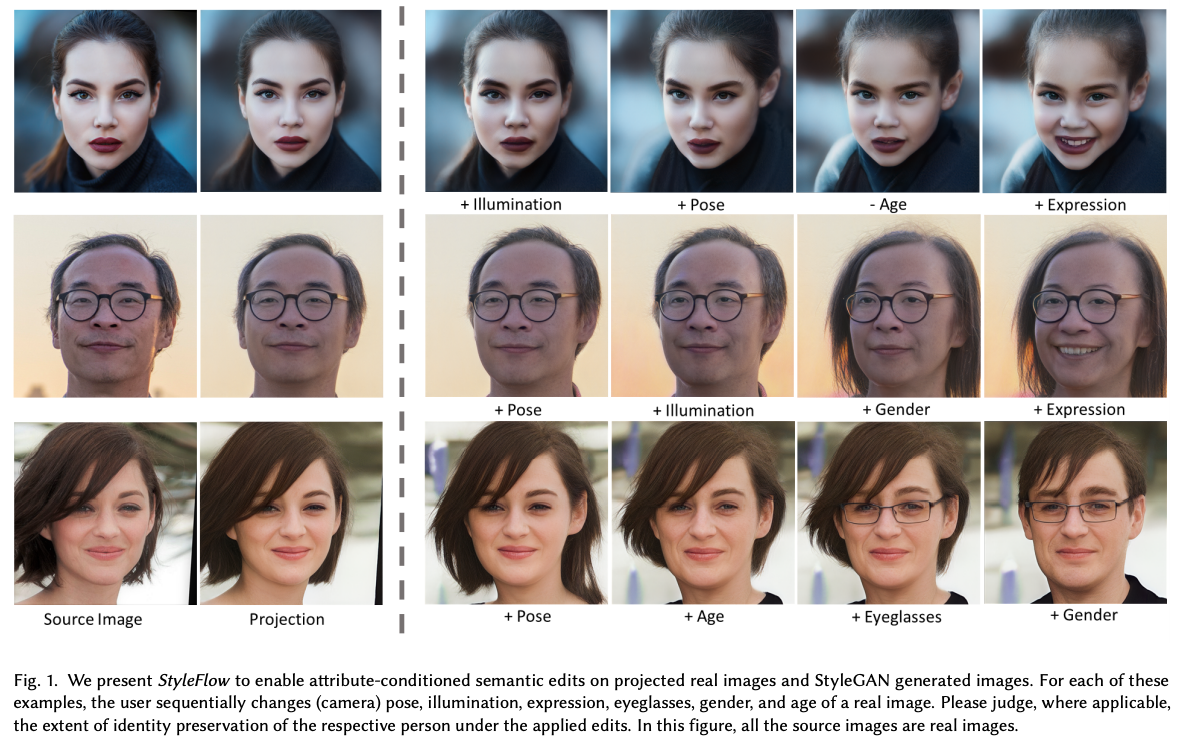 + Illumination
+ Pose
- Age
+ Expression
+ Pose
+ Illumination
+ Gender
+ Expression
Source Image
Projection
+ Pose
+ Age
+ Eyeglasses
+ Gender
Fig. 1. We present StyleFlow to enable attribute-conditioned semantic edits on projected real images and StyleGAN generated images. For each of these
examples, the user sequentially changes (camera) pose, illumination, expression, eyeglasses, gender, and age of a real image. Please judge, where applicable,
the extent of identity preservation of the respective person under the applied edits. In this figure, all the source images are real images.